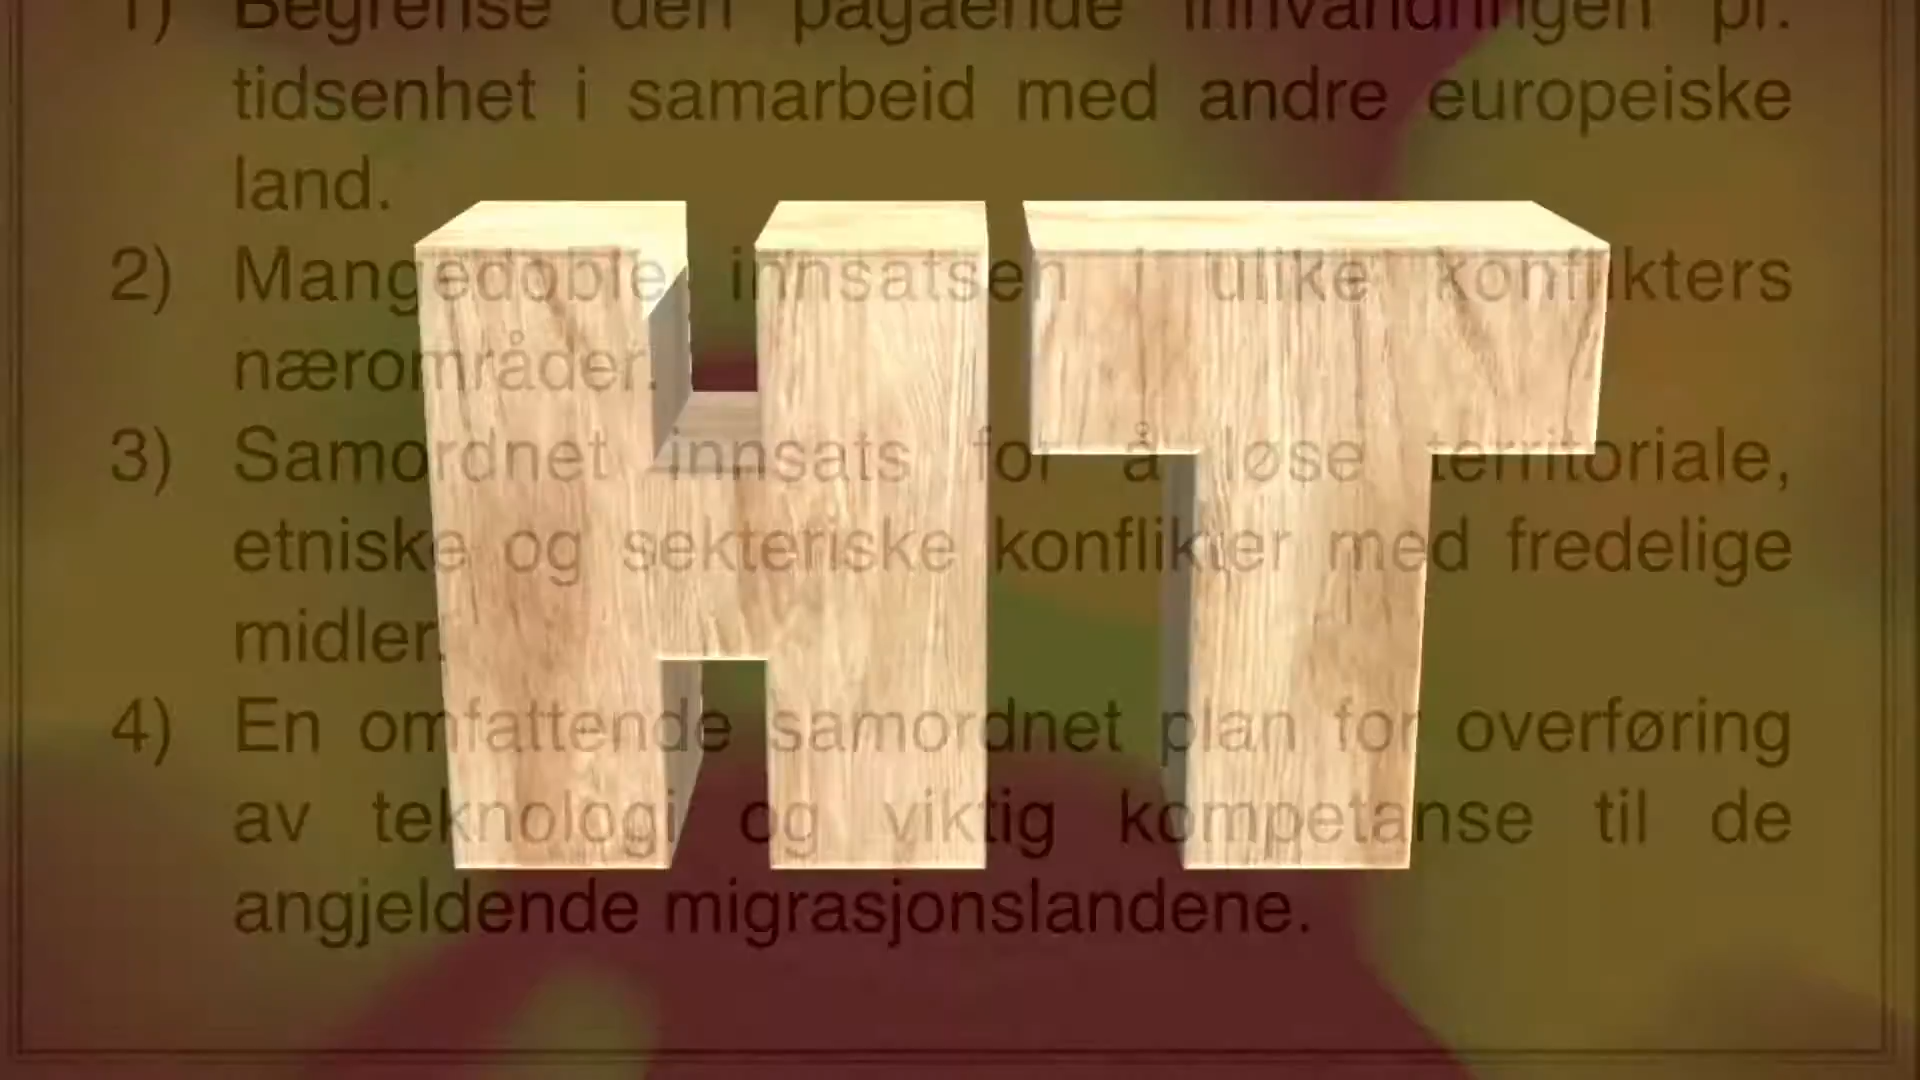 1) Begrense den pågående innvandringen pr.
tidsenhet i samarbeid med andre europeiske
land.
2) Mangedoble innsatsen i ulike konflikters
nærområder.
3) Samordnet innsats for å løse territoriale,
etniske og sekteriske konflikter med fredelige
midler.
4) En omfattende samordnet plan for overføring
av teknologi og viktig kompetanse til de
angjeldende migrasjonslandene.
HT